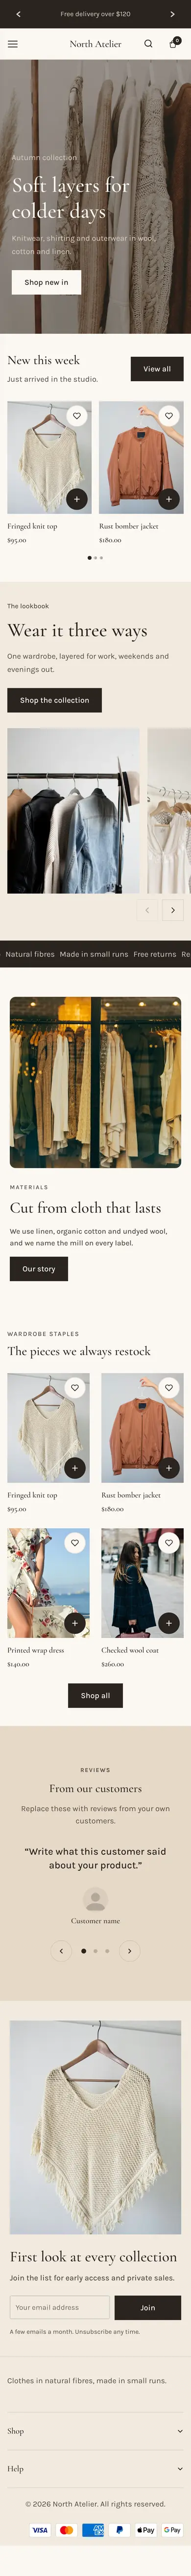 Free delivery over $120
North Atelier
0
Autumn collection
Soft layers for
colder days
Knitwear, shirting and outerwear in wool,
cotton and linen.
Shop new in
New this week
Just arrived in the studio.
View all
Fringed knit top
$95.00
Rust bomber jacket
$180.00
The lookbook
Wear it three ways
One wardrobe, layered for work, weekends and
evenings out.
Shop the collection
Natural fibres Made in small runs Free returns Re
MATERIALS
Cut from cloth that lasts
We use linen, organic cotton and undyed wool,
and we name the mill on every label.
Our story
WARDROBE STAPLES
The pieces we always restock
Fringed knit top
$95.00
Rust bomber jacket
$180.00
Printed wrap dress
$140.00
Checked wool coat
$260.00
Shop all
REVIEWS
From our customers
Replace these with reviews from your own
customers.
“Write what this customer said
about your product.”
Customer name
First look at every collection
Join the list for early access and private sales.
Your email address
Join
A few emails a month. Unsubscribe any time.
Clothes in natural fibres, made in small runs.
Shop
Help
© 2026 North Atelier. All rights reserved.
VISA
AMEX
PayPal
Pay
G Pay